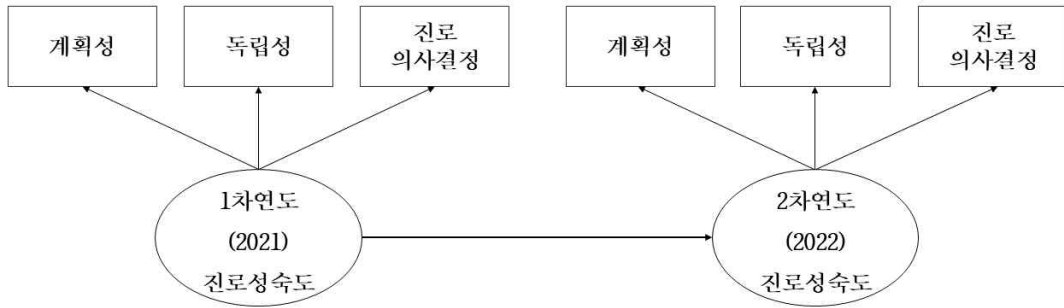 계획성
독립성
진로
의사결정
계획성
독립성
진로
의사결정
1차연도
(2021)
진로성숙도
2차연도
(2022)
진로성숙도